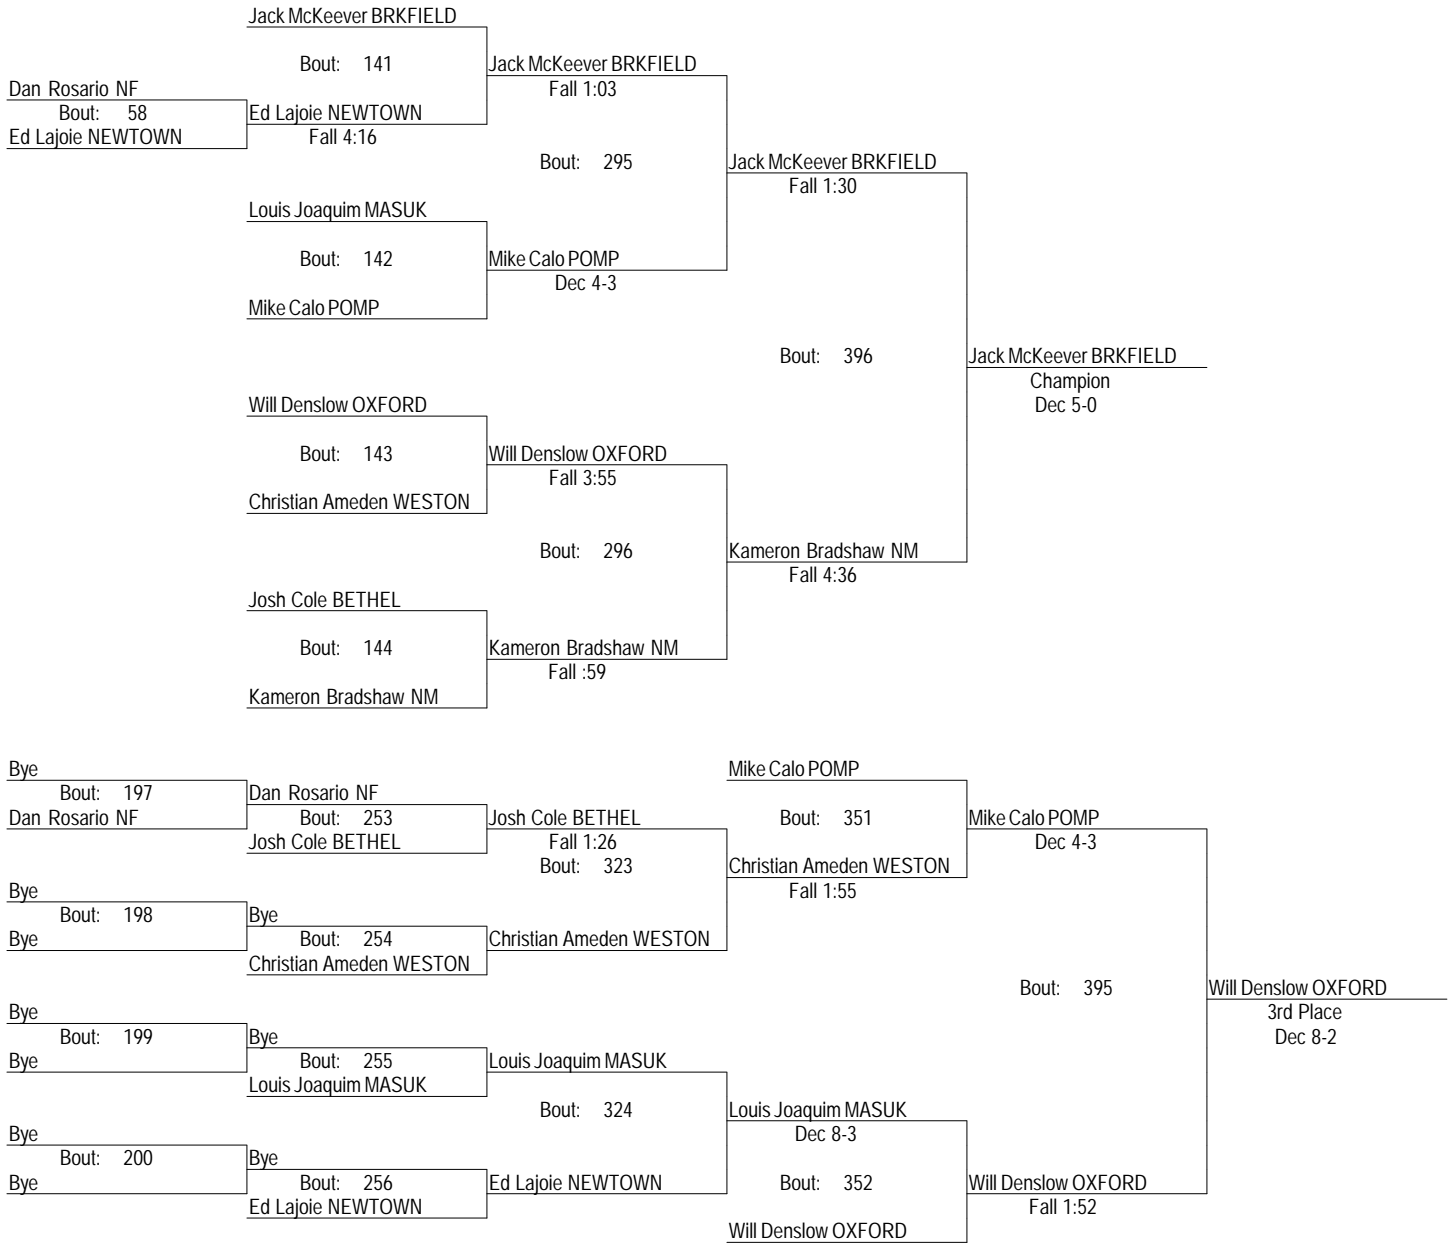 Jack McKeever BRKFIELD
Bout: 141
Jack McKeever BRKFIELD
Fall 1:03
Dan Rosario NF
Bout: 58
Ed Lajoie NEWTOWN
Ed Lajoie NEWTOWN
Fall 4:16
Bout: 295
Jack McKeever BRKFIELD
Fall 1:30
Louis Joaquim MASUK
Bout: 142
Mike Calo POMP
Dec 4-3
Mike Calo POMP
Bout: 396
Jack McKeever BRKFIELD
Champion
Dec 5-0
Will Denslow OXFORD
Bout: 143
Will Denslow OXFORD
Fall 3:55
Christian Ameden WESTON
Bout: 296
Kameron Bradshaw NM
Fall 4:36
Josh Cole BETHEL
Bout: 144
Kameron Bradshaw NM
Fall :59
Kameron Bradshaw NM
Bye
Bout: 197
Dan Rosario NF
Dan Rosario NF
Bout: 253
Josh Cole BETHEL
Josh Cole BETHEL
Fall 1:26
Bout: 323
Mike Calo POMP
Bout: 351
Mike Calo POMP
Dec 4-3
Christian Ameden WESTON
Fall 1:55
Bye
Bout: 198
Bye
Bye
Bout: 254
Christian Ameden WESTON
Christian Ameden WESTON
Bout: 395
Will Denslow OXFORD
3rd Place
Dec 8-2
Bye
Bout: 199
Bye
Bye
Bout: 255
Louis Joaquim MASUK
Louis Joaquim MASUK
Bout: 324
Louis Joaquim MASUK
Dec 8-3
Bye
Bout: 200
Bye
Bye
Bout: 256
Ed Lajoie NEWTOWN
Ed Lajoie NEWTOWN
Bout: 352
Will Denslow OXFORD
Fall 1:52
Will Denslow OXFORD